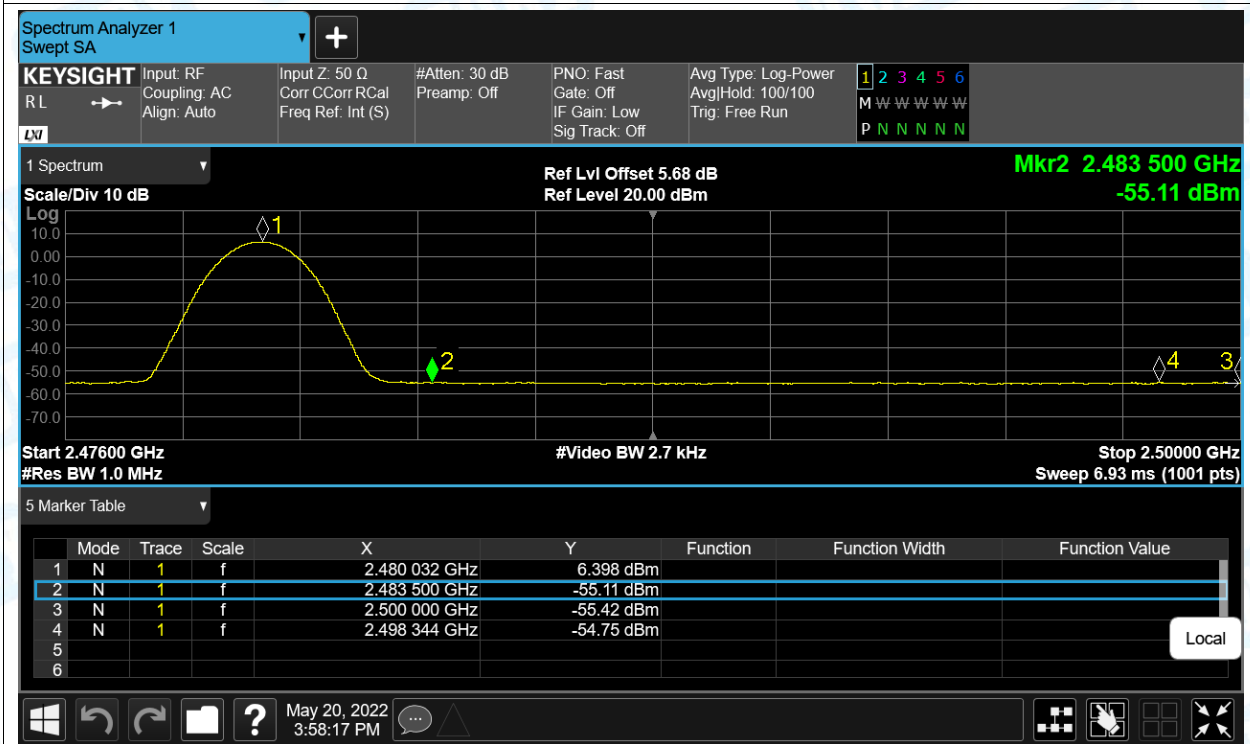 Spectrum Analyzer 1
Swept SA
KEYSIGHT
R L
LXI
Input: RF
Coupling: AC
Align: Auto
Input Z: 50 Ω
Corr CCorr RCal
Freq Ref: Int (S)
#Atten: 30 dB
Preamp: Off
PNO: Fast
Gate: Off
IF Gain: Low
Sig Track: Off
Avg Type: Log-Power
Avg|Hold: 100/100
Trig: Free Run
1 2 3 4 5 6
M W W W W W
P N N N N N
1 Spectrum
Scale/Div 10 dB
Ref Lvl Offset 5.68 dB
Ref Level 20.00 dBm
Mkr2 2.483 500 GHz
-55.11 dBm
Log
10.0
0.00
-10.0
-20.0
-30.0
-40.0
-50.0
-60.0
-70.0
1
2
4
3
Start 2.47600 GHz
#Video BW 2.7 kHz
Stop 2.50000 GHz
#Res BW 1.0 MHz
Sweep 6.93 ms (1001 pts)
5 Marker Table
Mode Trace Scale X Y Function Function Width Function Value
1 N 1 f 2.480 032 GHz 6.398 dBm
2 N 1 f 2.483 500 GHz -55.11 dBm
3 N 1 f 2.500 000 GHz -55.42 dBm
4 N 1 f 2.498 344 GHz -54.75 dBm
5
6
Local
?
May 20, 2022
3:58:17 PM